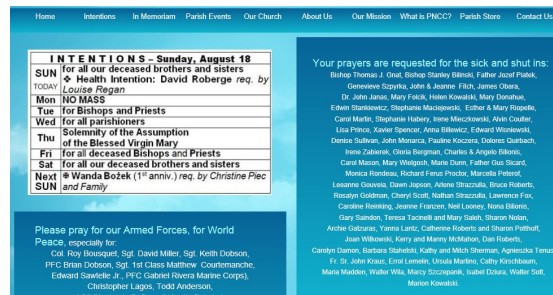 Home Intentions In Memoriam Parish Events Our Church About Us Our Mission What is PNCC? Parish Store Contact Us
I N T E N T I O N S – Sunday, August 18
SUN for all our deceased brothers and sisters
TODAY ❖ Health Intention: David Roberge req. by
Louise Regan
Mon NO MASS
Tue for Bishops and Priests
Wed for all parishioners
Thu Solemnity of the Assumption
of the Blessed Virgin Mary
Fri for all deceased Bishops and Priests
Sat for all our deceased brothers and sisters
Next ✠ Wanda Bożek (1st anniv.) req. by Christine Piec
SUN and Family
Please pray for our Armed Forces, for World
Peace, especially for:
Col. Roy Bousquet, Sgt. David Miller, Sgt. Keith Dobson,
PFC Brian Dobson, Sgt. 1st Class Matthew Courtemanche,
Edward Sawtelle Jr., PFC Gabriel Rivera Marine Corps),
Christopher Lagos, Todd Anderson,
Your prayers are requested for the sick and shut ins:
Bishop Thomas J. Gnat, Bishop Stanley Bilinski, Father Jozef Platek,
Genevieve Szpyrka, John & Jeanne Fitch, James Obara,
Dr. John Janas, Mary Folcik, Helen Kowalski, Mary Donahue,
Edwin Stankiewicz, Stephanie Maciejewski, Esther & Mary Ropelle,
Carol Martin, Stephanie Habery, Irene Mieczkowski, Alvin Coulter,
Lisa Prince, Xavier Spencer, Anna Billewicz, Edward Wisniewski,
Denise Sullivan, John Monarca, Pauline Koczera, Dolores Quirbach,
Irene Zabierek, Gloria Bergman, Charles & Angelo Bilionis,
Carol Mason, Mary Wielgosh, Marie Dunn, Father Gus Sicard,
Monica Rondeau, Richard Ferus Proctor, Marcella Peterof,
Leeanne Gouveia, Dawn Jopson, Arlene Strazzulla, Bruce Roberts,
Rosalyn Goldman, Cheryl Scott, Nathan Strazzulla, Lawrence Fox,
Caroline Reinking, Jeanne Franzen, Neil Looney, Noria Bilionis,
Gary Saindon, Teresa Tacinelli and Mary Saleh, Sharon Nolan,
Archie Gatzuras, Yanna Lantz, Catherine Roberts and Sharon Potthoff,
Joan Witkowski, Kerry and Manny McMahon, Dan Roberts,
Carolyn Damon, Barbara Stahelski, Kathy and Mitch Sherman, Agnieszka Tenus
Fr. Sr. John Kraus, Errol Lemelin, Ursula Martino, Cathy Kirschbaum,
Maria Madden, Walter Wila, Marcy Szczepanik, Isabel Dziura, Walter Solt,
Marion Kowalski.